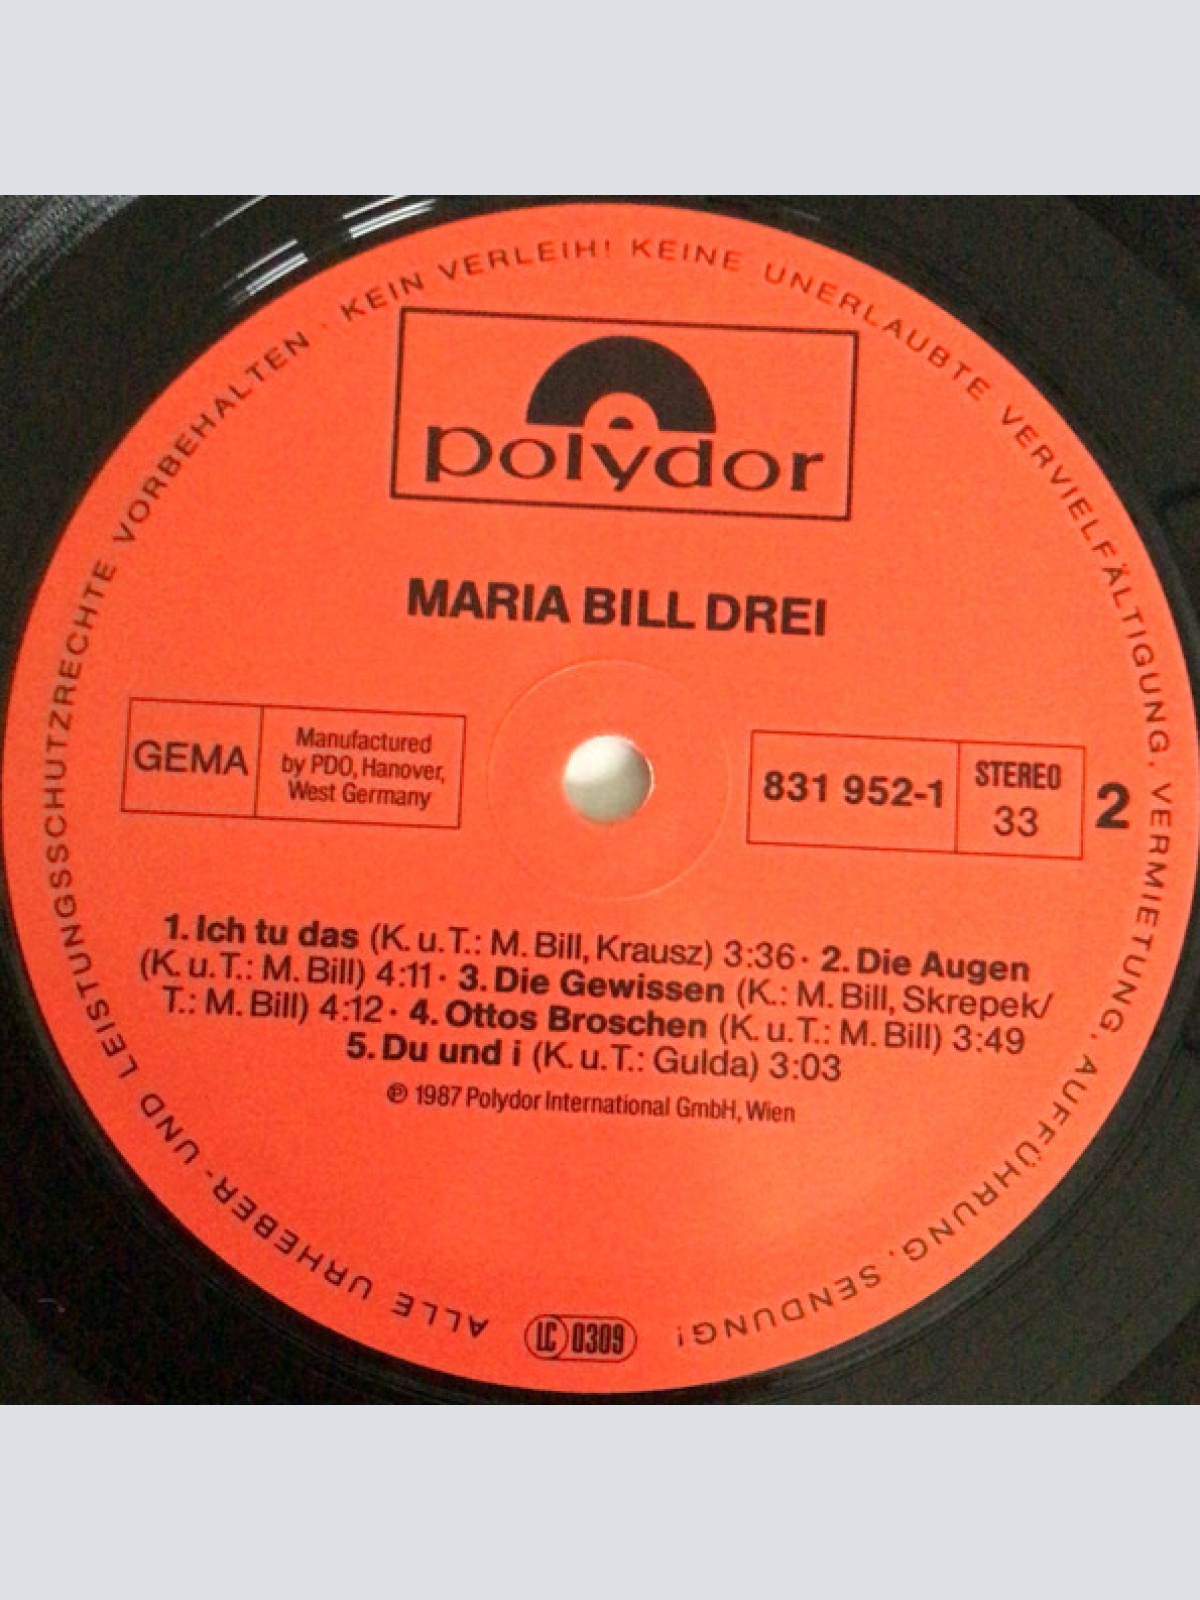 ALLE URHEBER- UND LEISTUNGSSCHUTZRECHTE VORBEHALTEN · KEIN VERLEIH! KEINE UNERLAUBTE VERVIELFÄLTIGUNG, VERMIETUNG, AUFFÜHRUNG, SENDUNG!
polydor
MARIA BILL DREI
GEMA
Manufactured
by PDO, Hanover,
West Germany
831 952-1
STEREO
33
2
1. Ich tu das (K. u. T.: M. Bill, Krausz) 3:36 · 2. Die Augen
(K. u. T.: M. Bill) 4:11 · 3. Die Gewissen (K.: M. Bill, Skrepek/
T.: M. Bill) 4:12 · 4. Ottos Broschen (K. u. T.: M. Bill) 3:49
5. Du und i (K. u. T.: Gulda) 3:03
℗ 1987 Polydor International GmbH, Wien
LC 0309